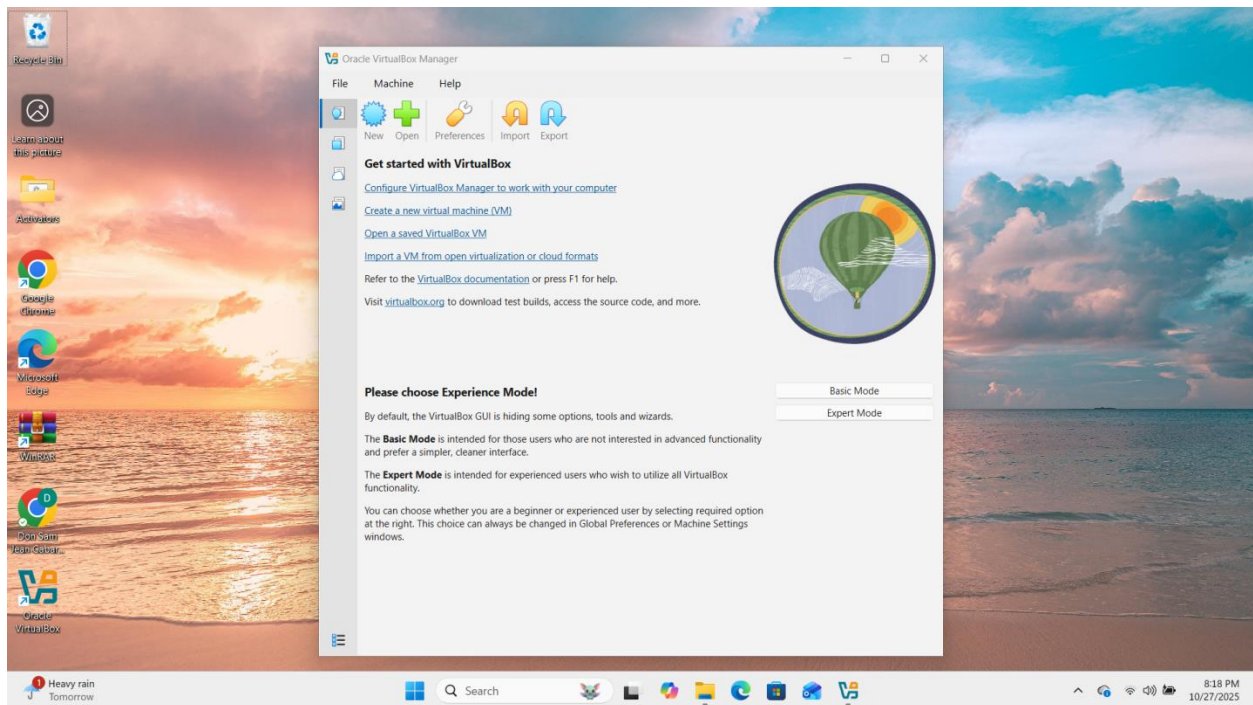 Recycle Bin
Learn about
this picture
Activators
Google
Chrome
Microsoft
Edge
WinRAR
Don Sam
Jean Gabar...
Oracle
VirtualBox
Oracle VirtualBox Manager
File Machine Help
New Open Preferences Import Export
Get started with VirtualBox
Configure VirtualBox Manager to work with your computer
Create a new virtual machine (VM)
Open a saved VirtualBox VM
Import a VM from open virtualization or cloud formats
Refer to the VirtualBox documentation or press F1 for help.
Visit virtualbox.org to download test builds, access the source code, and more.
Please choose Experience Mode!
By default, the VirtualBox GUI is hiding some options, tools and wizards.
The Basic Mode is intended for those users who are not interested in advanced functionality
and prefer a simpler, cleaner interface.
The Expert Mode is intended for experienced users who wish to utilize all VirtualBox
functionality.
You can choose whether you are a beginner or experienced user by selecting required option
at the right. This choice can always be changed in Global Preferences or Machine Settings
windows.
Basic Mode
Expert Mode
D
1
Heavy rain
Tomorrow
Search
8:18 PM
10/27/2025